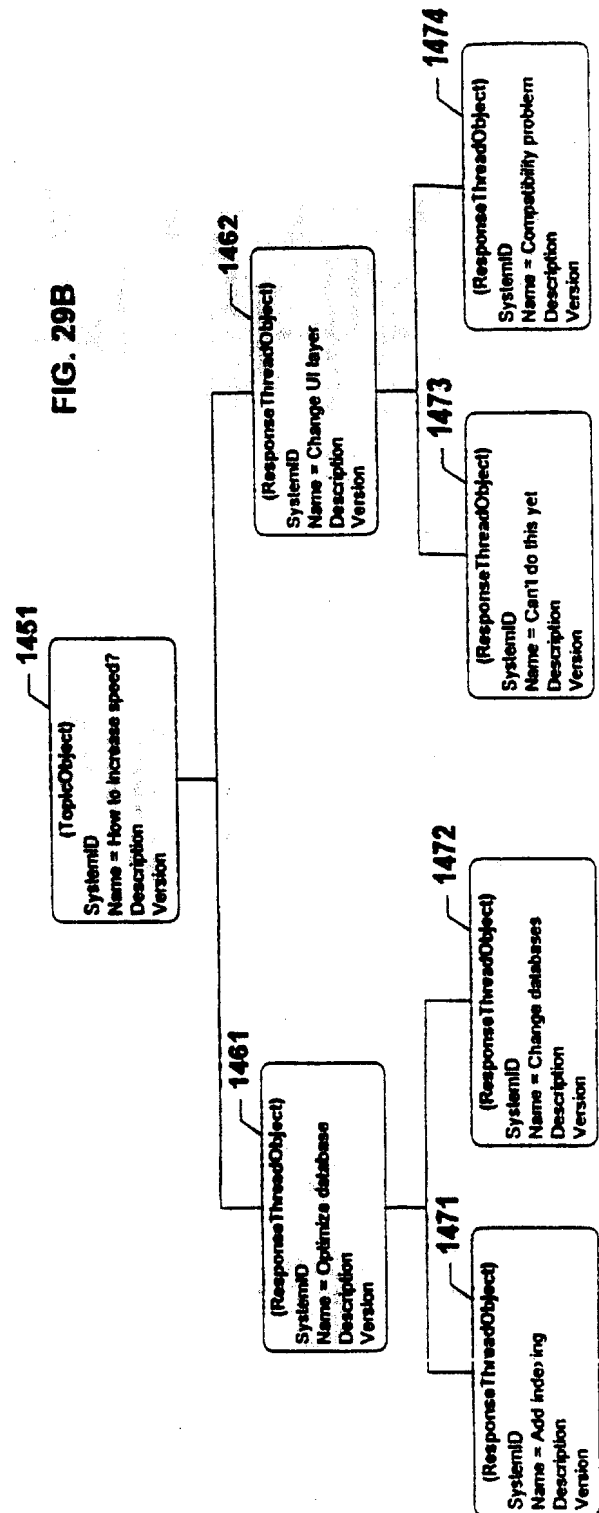 FIG. 29B
1451
(TopicObject)
SystemID
Name = How to increase speed?
Description
Version
1461
(ResponseThreadObject)
SystemID
Name = Optimize database
Description
Version
1462
(ResponseThreadObject)
SystemID
Name = Change UI layer
Description
Version
1471
(ResponseThreadObject)
SystemID
Name = Add indexing
Description
Version
1472
(ResponseThreadObject)
SystemID
Name = Change databases
Description
Version
1473
(ResponseThreadObject)
SystemID
Name = Can't do this yet
Description
Version
1474
(ResponseThreadObject)
SystemID
Name = Compatibility problem
Description
Version